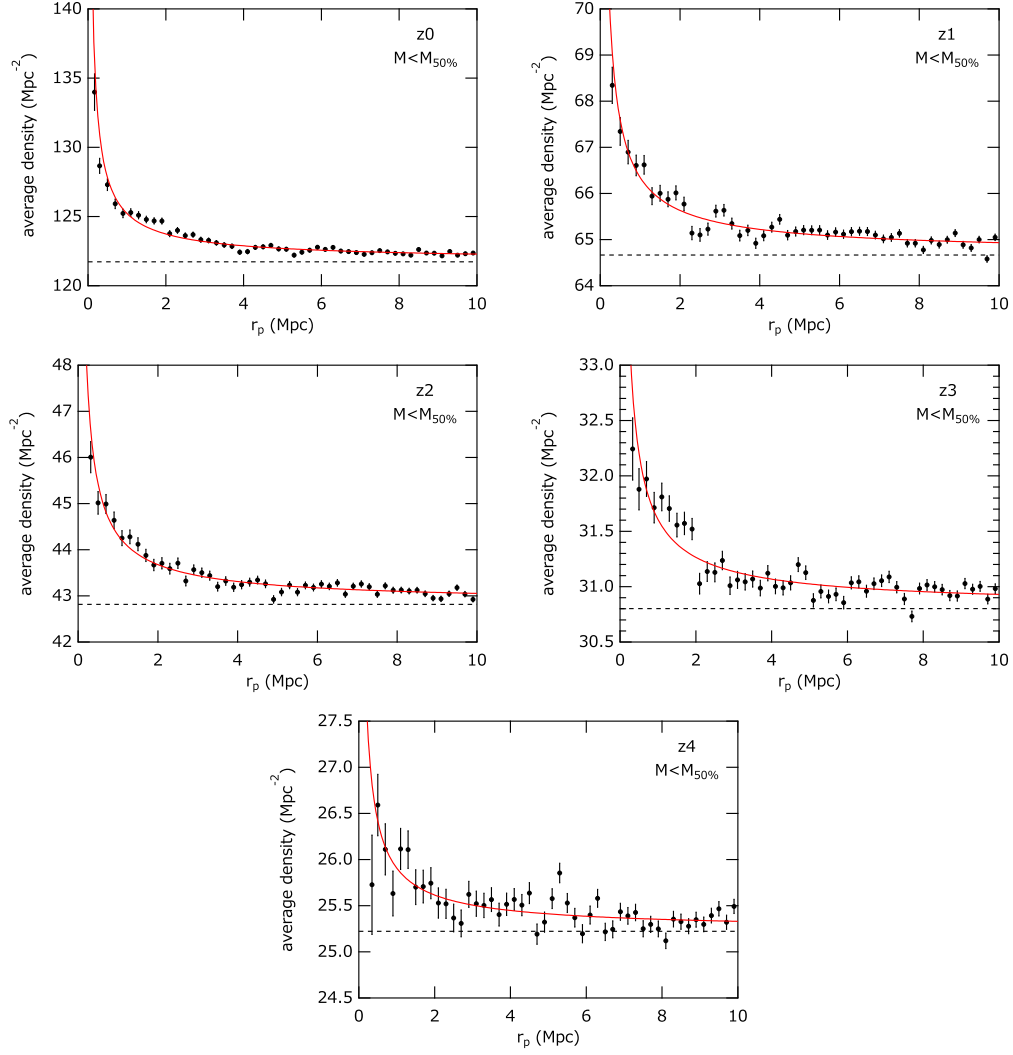 140
135
130
125
120
average density (Mpc⁻²)
z0
M<M₅₀%
0 2 4 6 8 10
rₚ (Mpc)
70
69
68
67
66
65
64
average density (Mpc⁻²)
z1
M<M₅₀%
0 2 4 6 8 10
rₚ (Mpc)
48
47
46
45
44
43
42
average density (Mpc⁻²)
z2
M<M₅₀%
0 2 4 6 8 10
rₚ (Mpc)
33.0
32.5
32.0
31.5
31.0
30.5
average density (Mpc⁻²)
z3
M<M₅₀%
0 2 4 6 8 10
rₚ (Mpc)
27.5
27.0
26.5
26.0
25.5
25.0
24.5
average density (Mpc⁻²)
z4
M<M₅₀%
0 2 4 6 8 10
rₚ (Mpc)